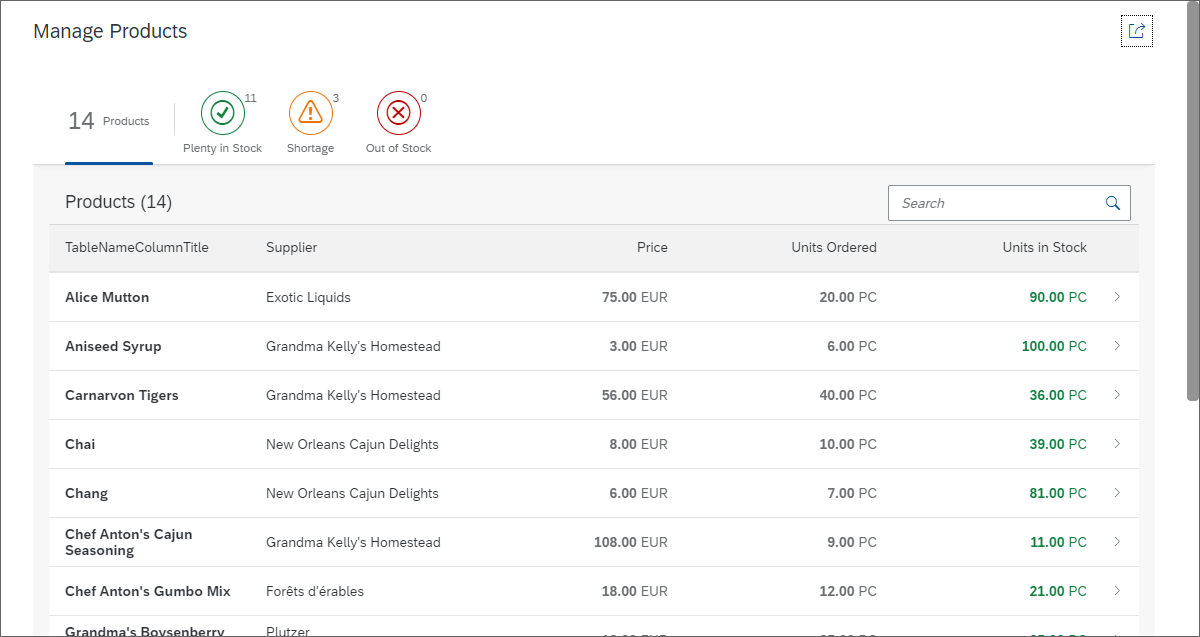 Manage Products
14 Products
11
Plenty in Stock
3
Shortage
0
Out of Stock
Products (14)
Search
TableNameColumnTitle Supplier Price Units Ordered Units in Stock
Alice Mutton Exotic Liquids 75.00 EUR 20.00 PC 90.00 PC
Aniseed Syrup Grandma Kelly's Homestead 3.00 EUR 6.00 PC 100.00 PC
Carnarvon Tigers Grandma Kelly's Homestead 56.00 EUR 40.00 PC 36.00 PC
Chai New Orleans Cajun Delights 8.00 EUR 10.00 PC 39.00 PC
Chang New Orleans Cajun Delights 6.00 EUR 7.00 PC 81.00 PC
Chef Anton's Cajun
Seasoning Grandma Kelly's Homestead 108.00 EUR 9.00 PC 11.00 PC
Chef Anton's Gumbo Mix Forêts d'érables 18.00 EUR 12.00 PC 21.00 PC
Grandma's Boysenberry Plutzer